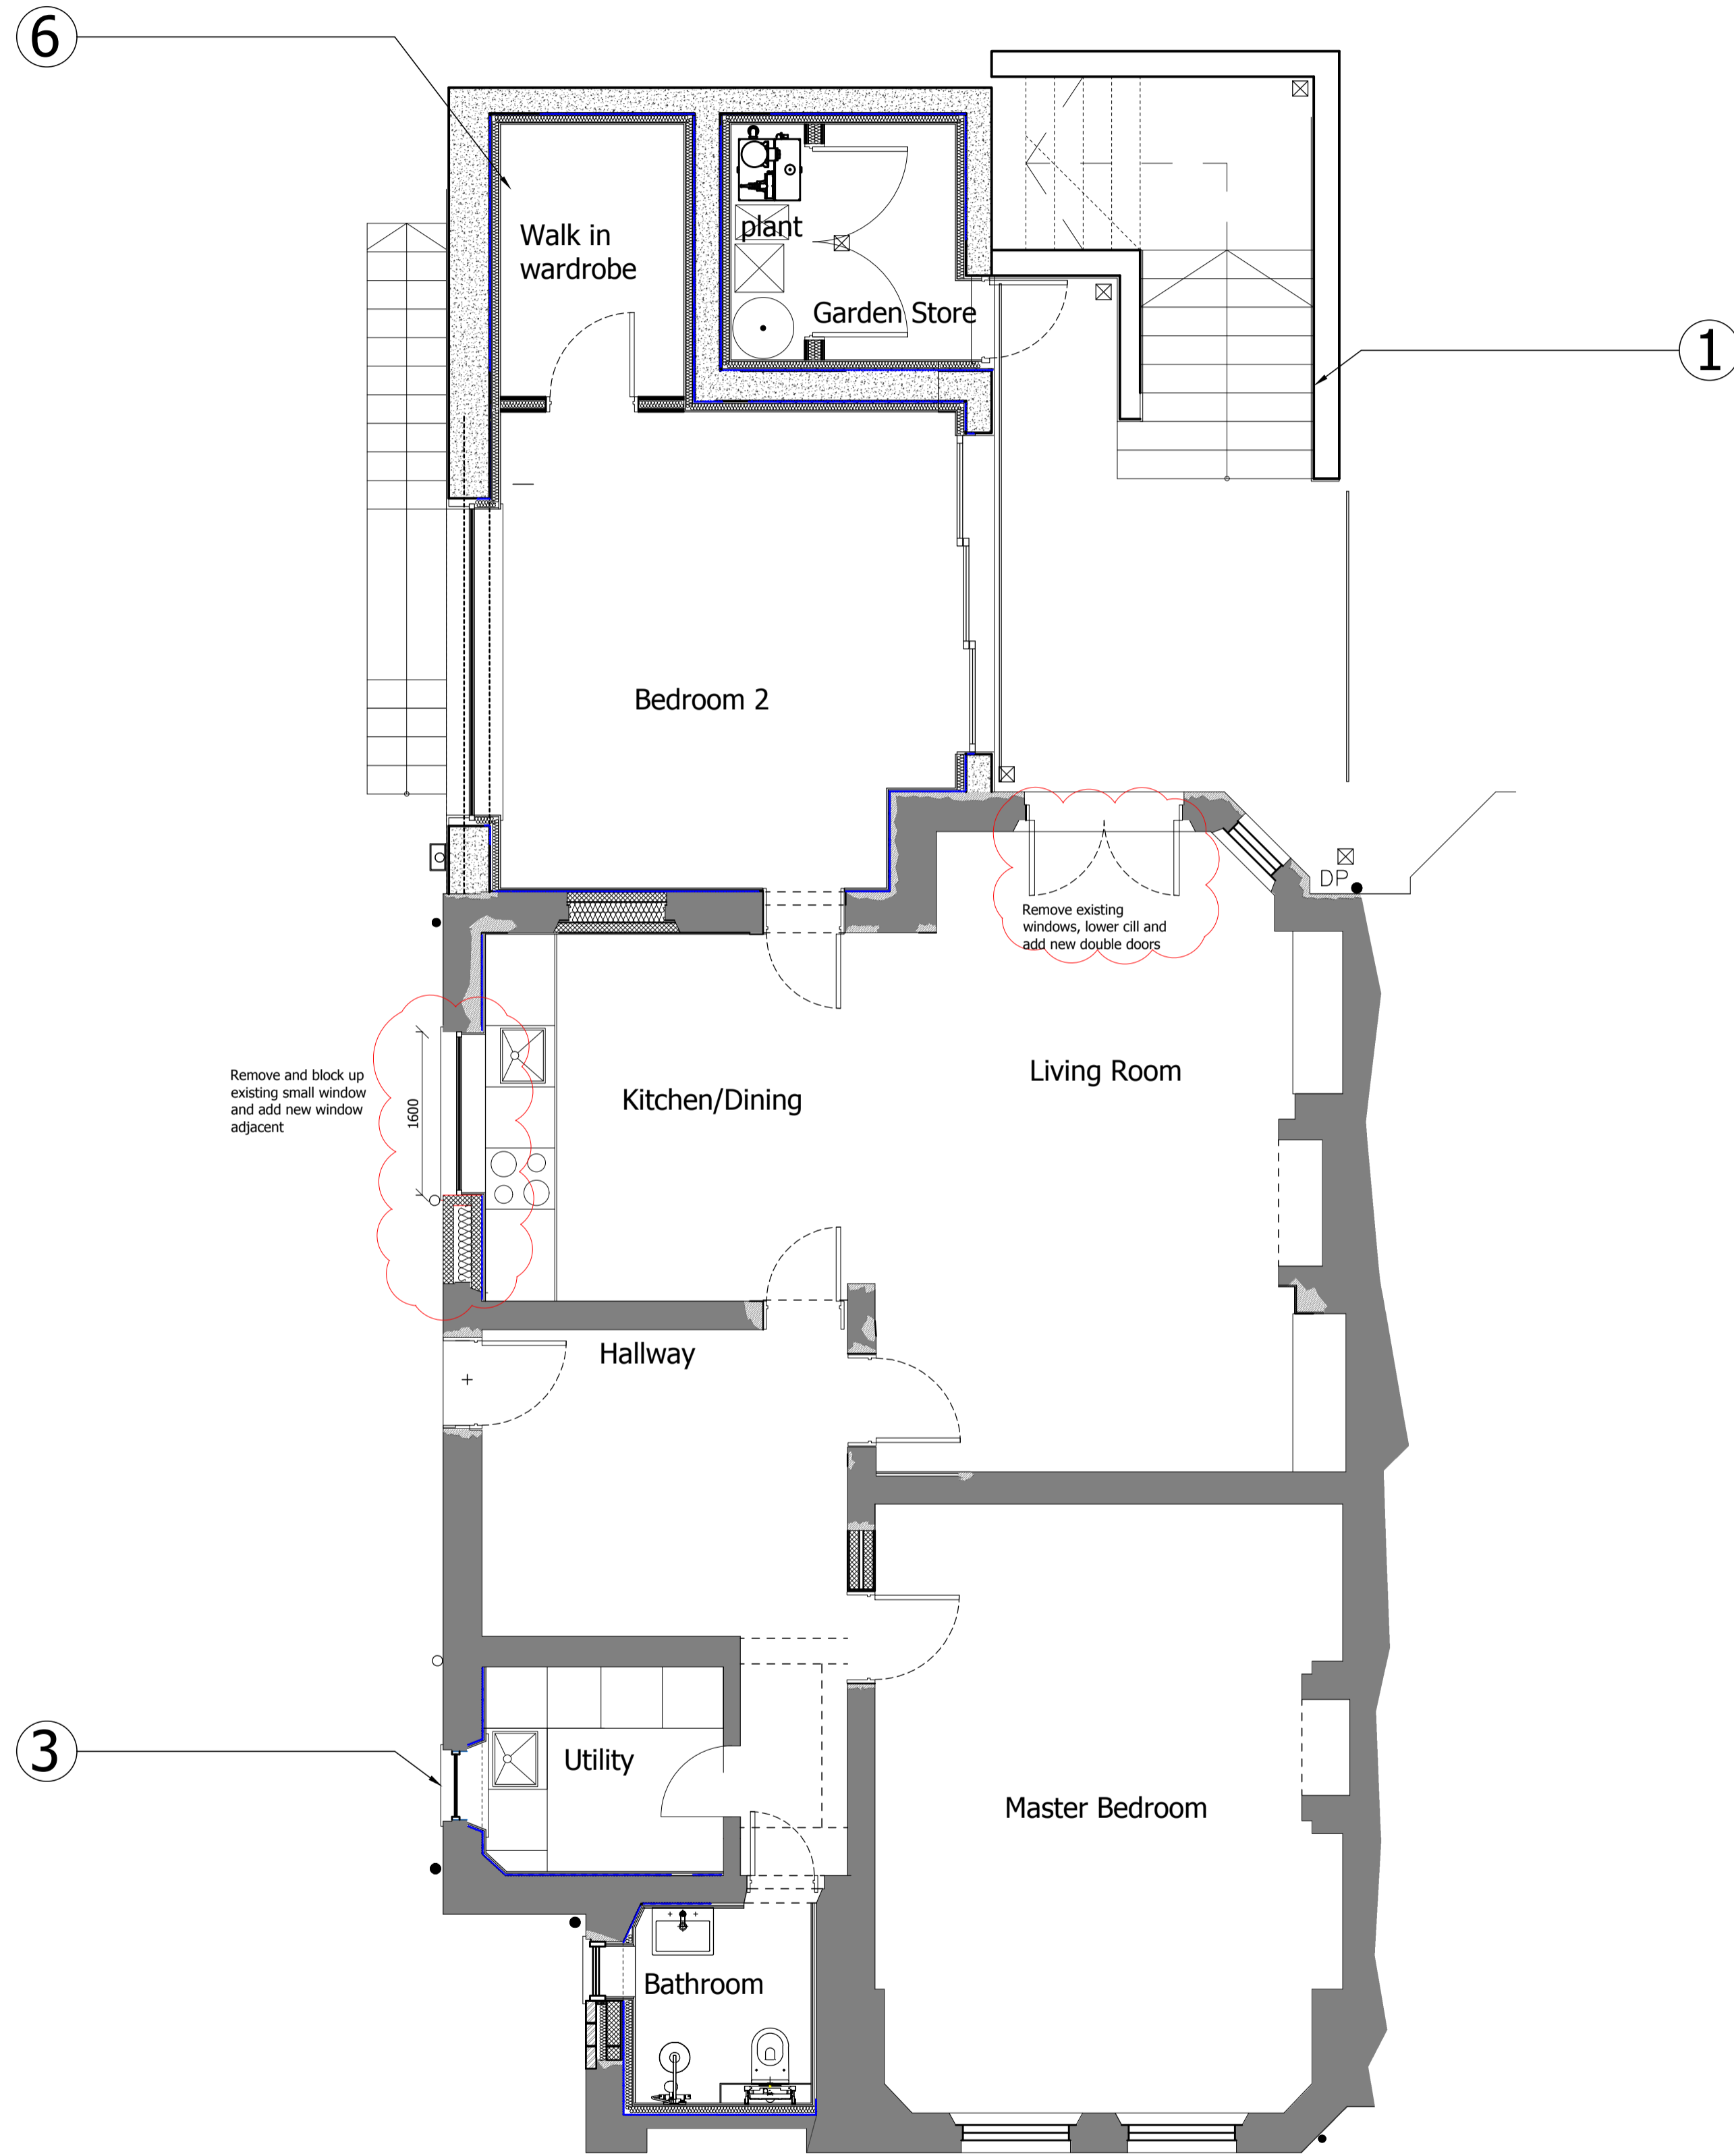 6
Walk in
wardrobe
plant
Garden Store
1
Bedroom 2
DP
Remove existing
windows, lower cill and
add new double doors
Remove and block up
existing small window
and add new window
adjacent
1600
Kitchen/Dining
Living Room
Hallway
3
Utility
Master Bedroom
Bathroom